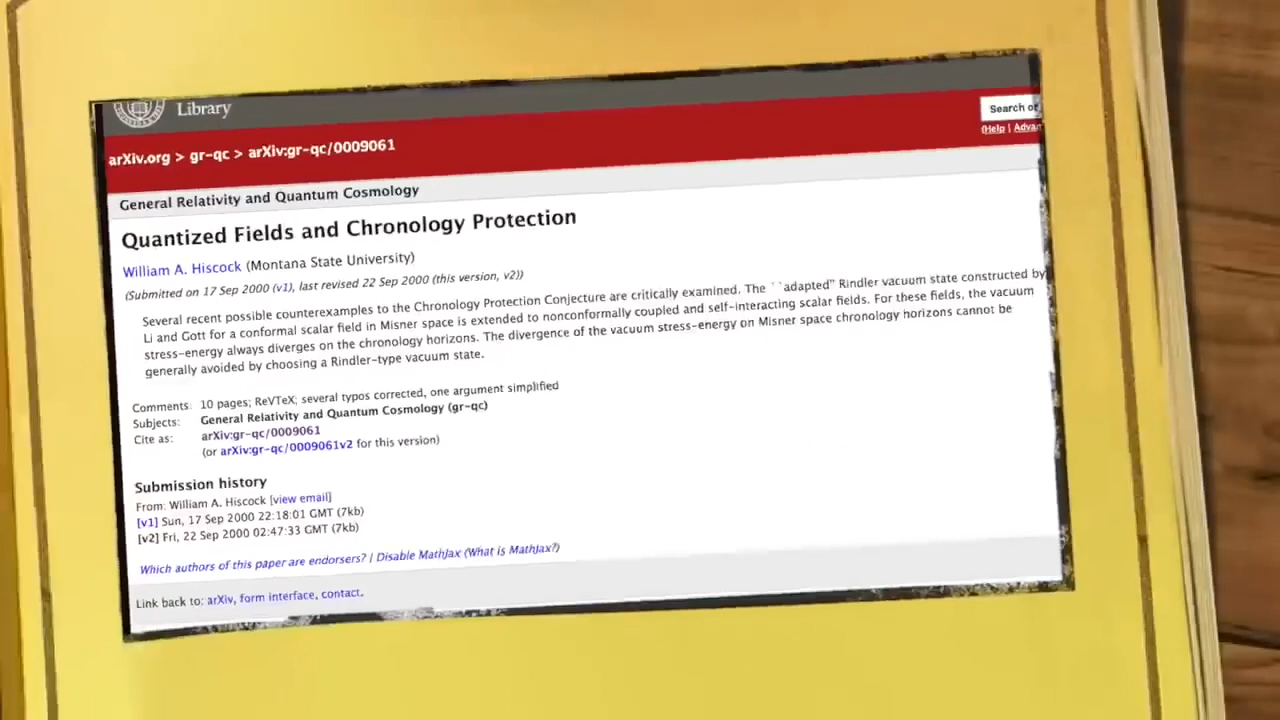 Library
Search or
(Help | Advan
arXiv.org > gr-qc > arXiv:gr-qc/0009061
General Relativity and Quantum Cosmology
Quantized Fields and Chronology Protection
William A. Hiscock (Montana State University)
(Submitted on 17 Sep 2000 (v1), last revised 22 Sep 2000 (this version, v2))
Several recent possible counterexamples to the Chronology Protection Conjecture are critically examined. The ``adapted" Rindler vacuum state constructed by
Li and Gott for a conformal scalar field in Misner space is extended to nonconformally coupled and self-interacting scalar fields. For these fields, the vacuum
stress-energy always diverges on the chronology horizons. The divergence of the vacuum stress-energy on Misner space chronology horizons cannot be
generally avoided by choosing a Rindler-type vacuum state.
Comments: 10 pages; ReVTeX; several typos corrected, one argument simplified
Subjects: General Relativity and Quantum Cosmology (gr-qc)
Cite as: arXiv:gr-qc/0009061
(or arXiv:gr-qc/0009061v2 for this version)
Submission history
From: William A. Hiscock [view email]
[v1] Sun, 17 Sep 2000 22:18:01 GMT (7kb)
[v2] Fri, 22 Sep 2000 02:47:33 GMT (7kb)
Which authors of this paper are endorsers? | Disable MathJax (What is MathJax?)
Link back to: arXiv, form interface, contact.